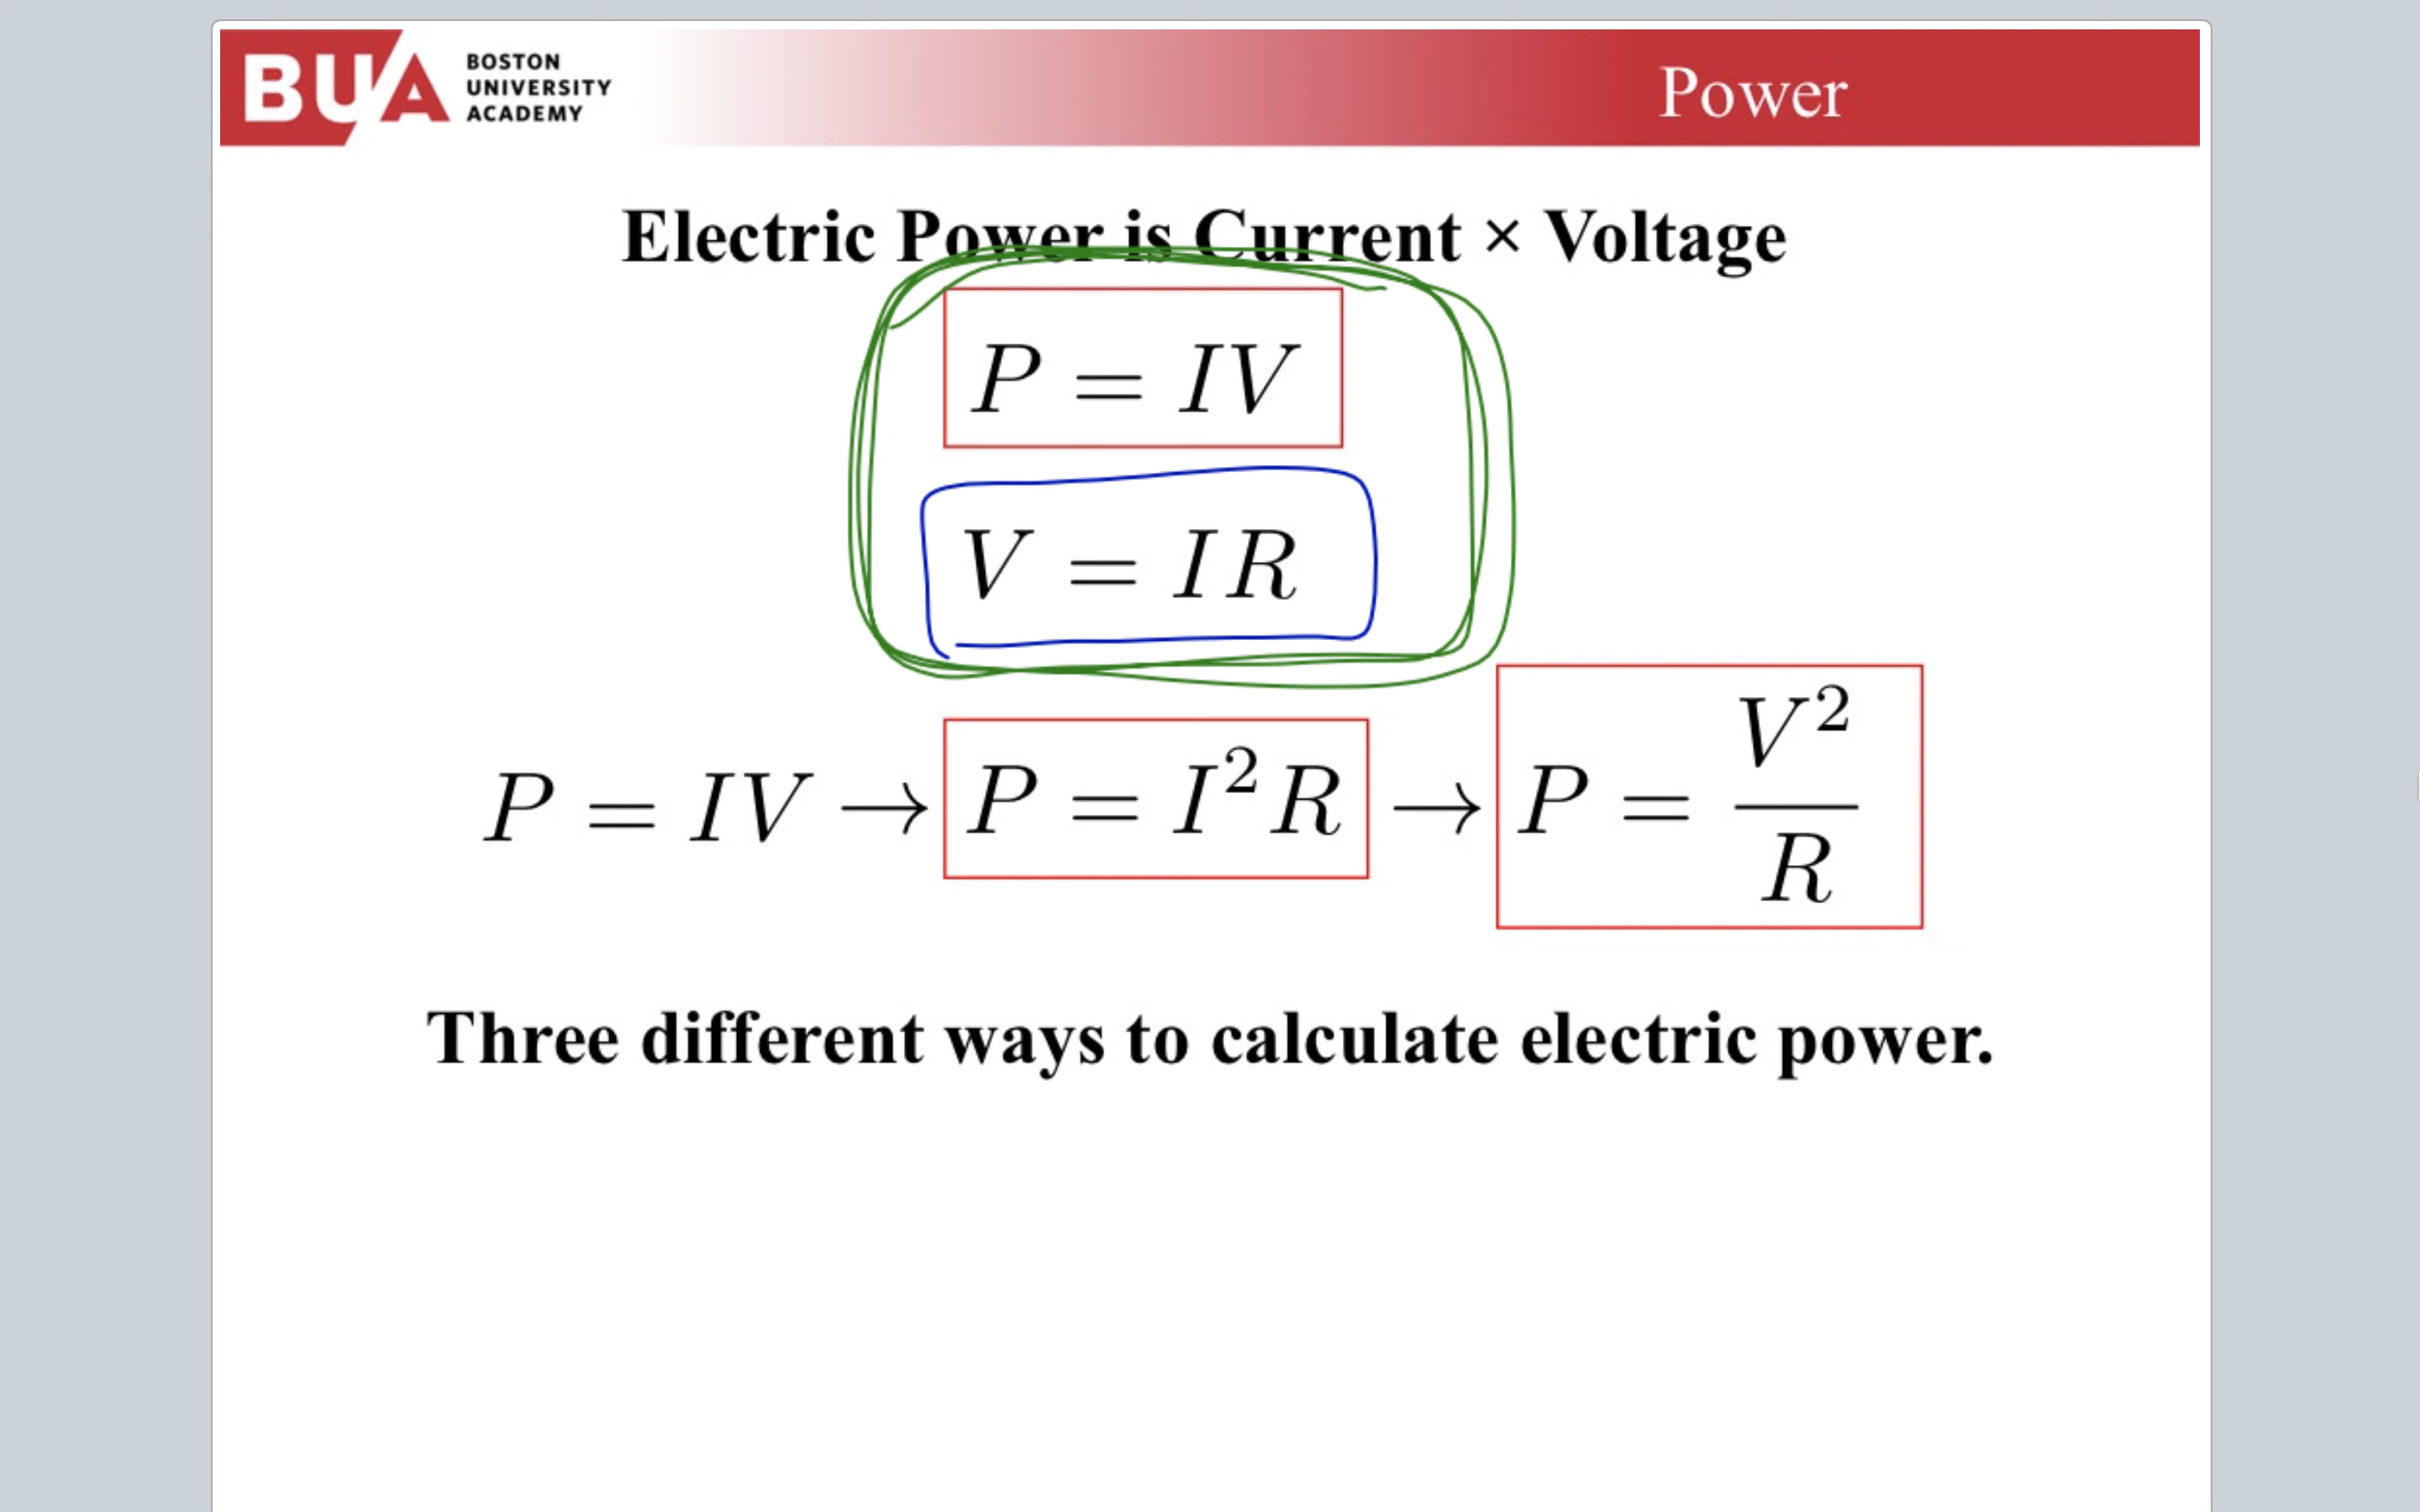 BUA
BOSTON
UNIVERSITY
ACADEMY
Power
Electric Power is Current × Voltage
P = IV
V = IR
P = IV → P = I²R → P = V²/R
Three different ways to calculate electric power.